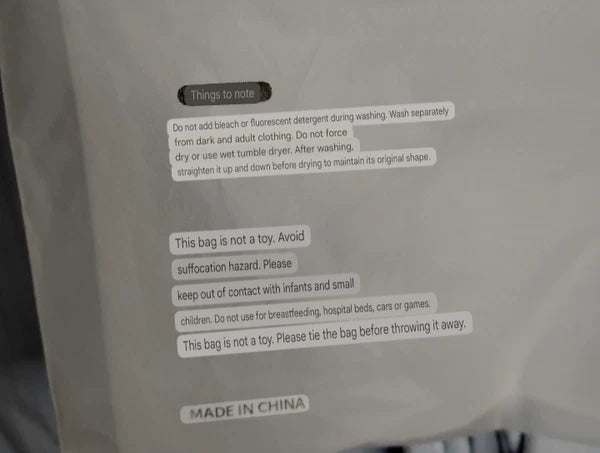 Things to note
Do not add bleach or fluorescent detergent during washing. Wash separately
from dark and adult clothing. Do not force
dry or use wet tumble dryer. After washing,
straighten it up and down before drying to maintain its original shape.
This bag is not a toy. Avoid
suffocation hazard. Please
keep out of contact with infants and small
children. Do not use for breastfeeding, hospital beds, cars or games.
This bag is not a toy. Please tie the bag before throwing it away.
MADE IN CHINA